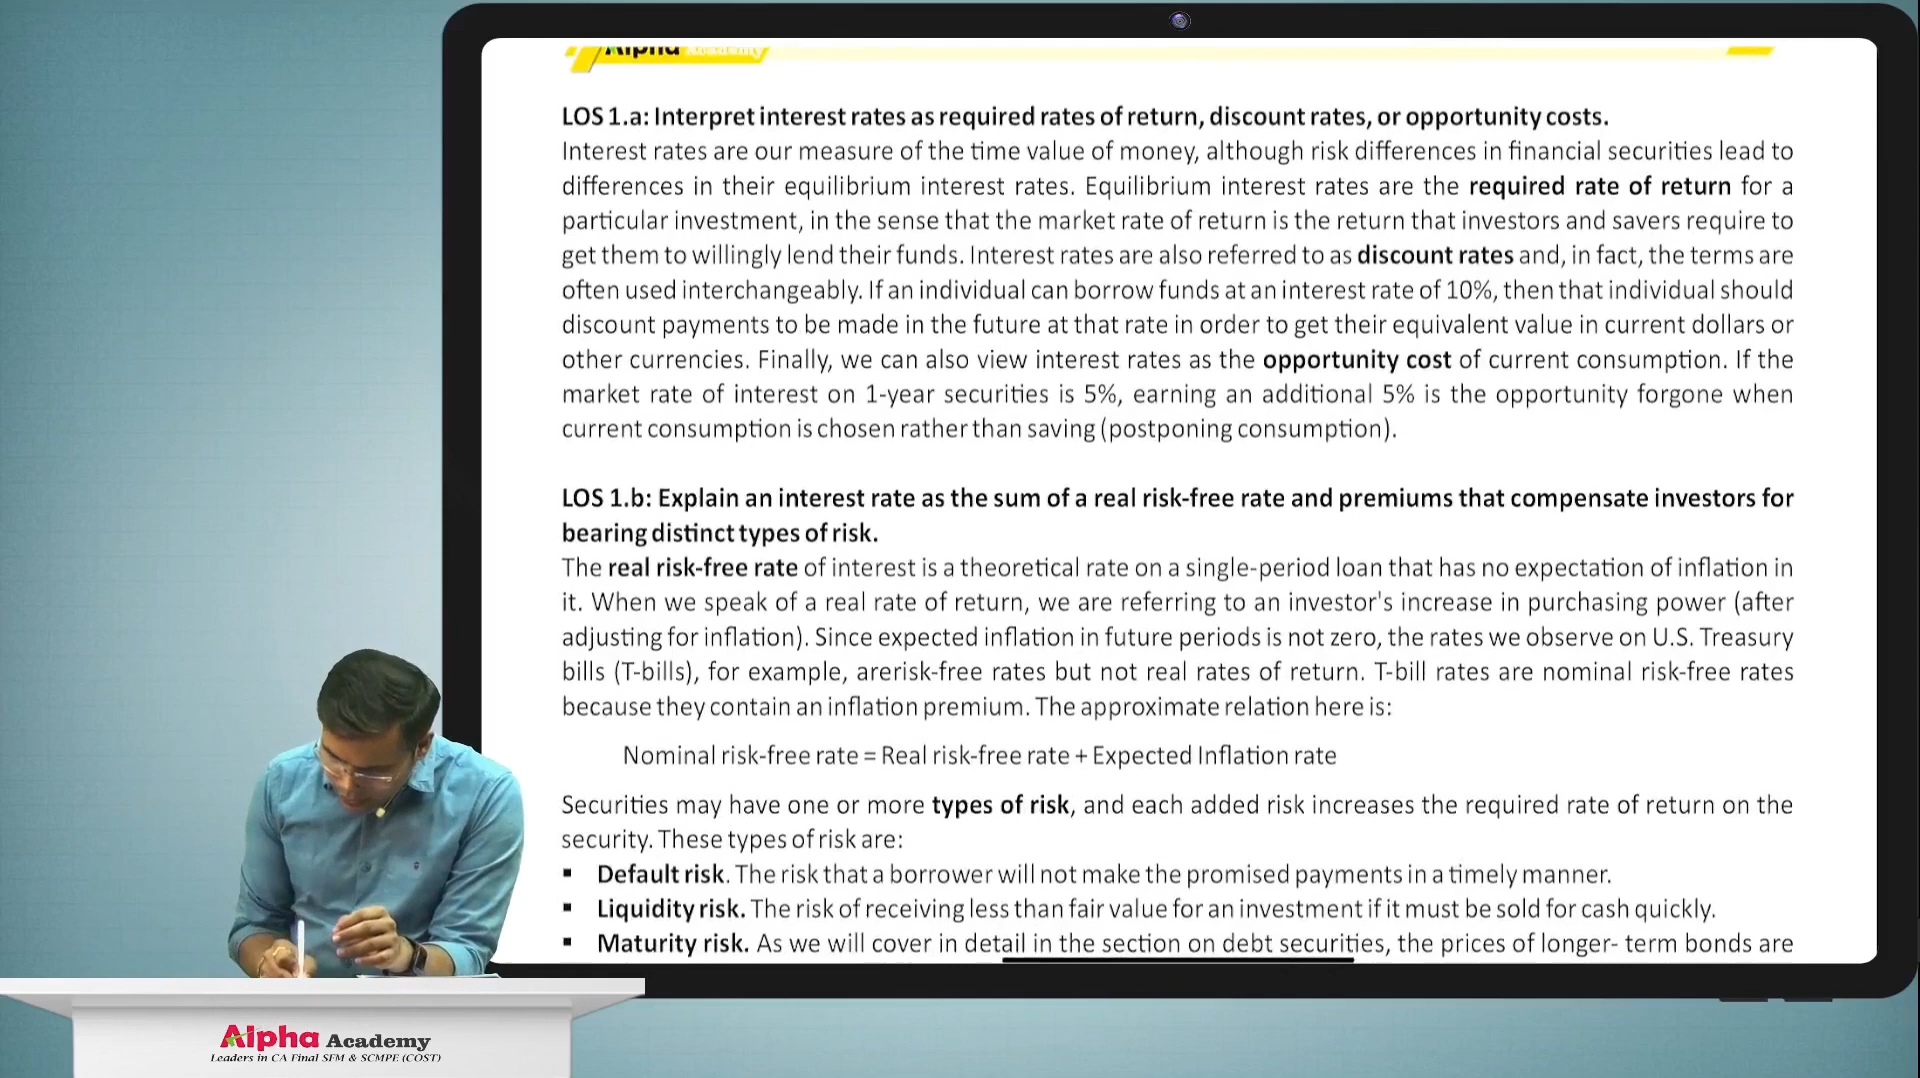 Alpha Academy
LOS 1.a: Interpret interest rates as required rates of return, discount rates, or opportunity costs.
Interest rates are our measure of the time value of money, although risk differences in financial securities lead to
differences in their equilibrium interest rates. Equilibrium interest rates are the required rate of return for a
particular investment, in the sense that the market rate of return is the return that investors and savers require to
get them to willingly lend their funds. Interest rates are also referred to as discount rates and, in fact, the terms are
often used interchangeably. If an individual can borrow funds at an interest rate of 10%, then that individual should
discount payments to be made in the future at that rate in order to get their equivalent value in current dollars or
other currencies. Finally, we can also view interest rates as the opportunity cost of current consumption. If the
market rate of interest on 1-year securities is 5%, earning an additional 5% is the opportunity forgone when
current consumption is chosen rather than saving (postponing consumption).
LOS 1.b: Explain an interest rate as the sum of a real risk-free rate and premiums that compensate investors for
bearing distinct types of risk.
The real risk-free rate of interest is a theoretical rate on a single-period loan that has no expectation of inflation in
it. When we speak of a real rate of return, we are referring to an investor's increase in purchasing power (after
adjusting for inflation). Since expected inflation in future periods is not zero, the rates we observe on U.S. Treasury
bills (T-bills), for example, arerisk-free rates but not real rates of return. T-bill rates are nominal risk-free rates
because they contain an inflation premium. The approximate relation here is:
Nominal risk-free rate = Real risk-free rate + Expected Inflation rate
Securities may have one or more types of risk, and each added risk increases the required rate of return on the
security. These types of risk are:
▪ Default risk. The risk that a borrower will not make the promised payments in a timely manner.
▪ Liquidity risk. The risk of receiving less than fair value for an investment if it must be sold for cash quickly.
▪ Maturity risk. As we will cover in detail in the section on debt securities, the prices of longer- term bonds are
Alpha Academy
Leaders in CA Final SFM & SCMPE (COST)